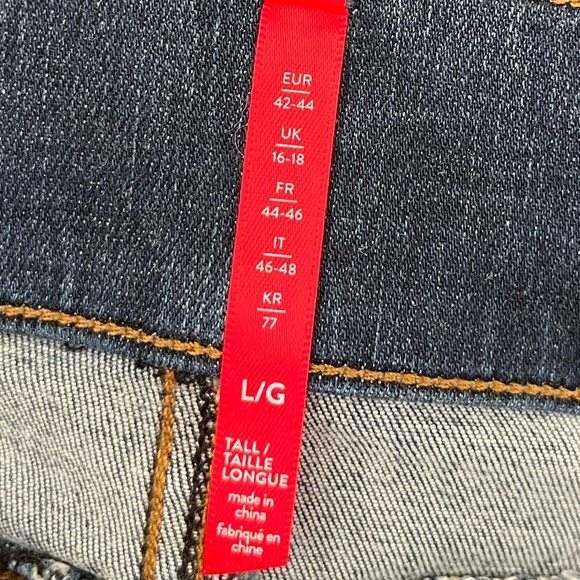 EUR
42-44
UK
16-18
FR
44-46
IT
46-48
KR
77
L/G
TALL /
TAILLE
LONGUE
made in
china
fabriqué en
chine